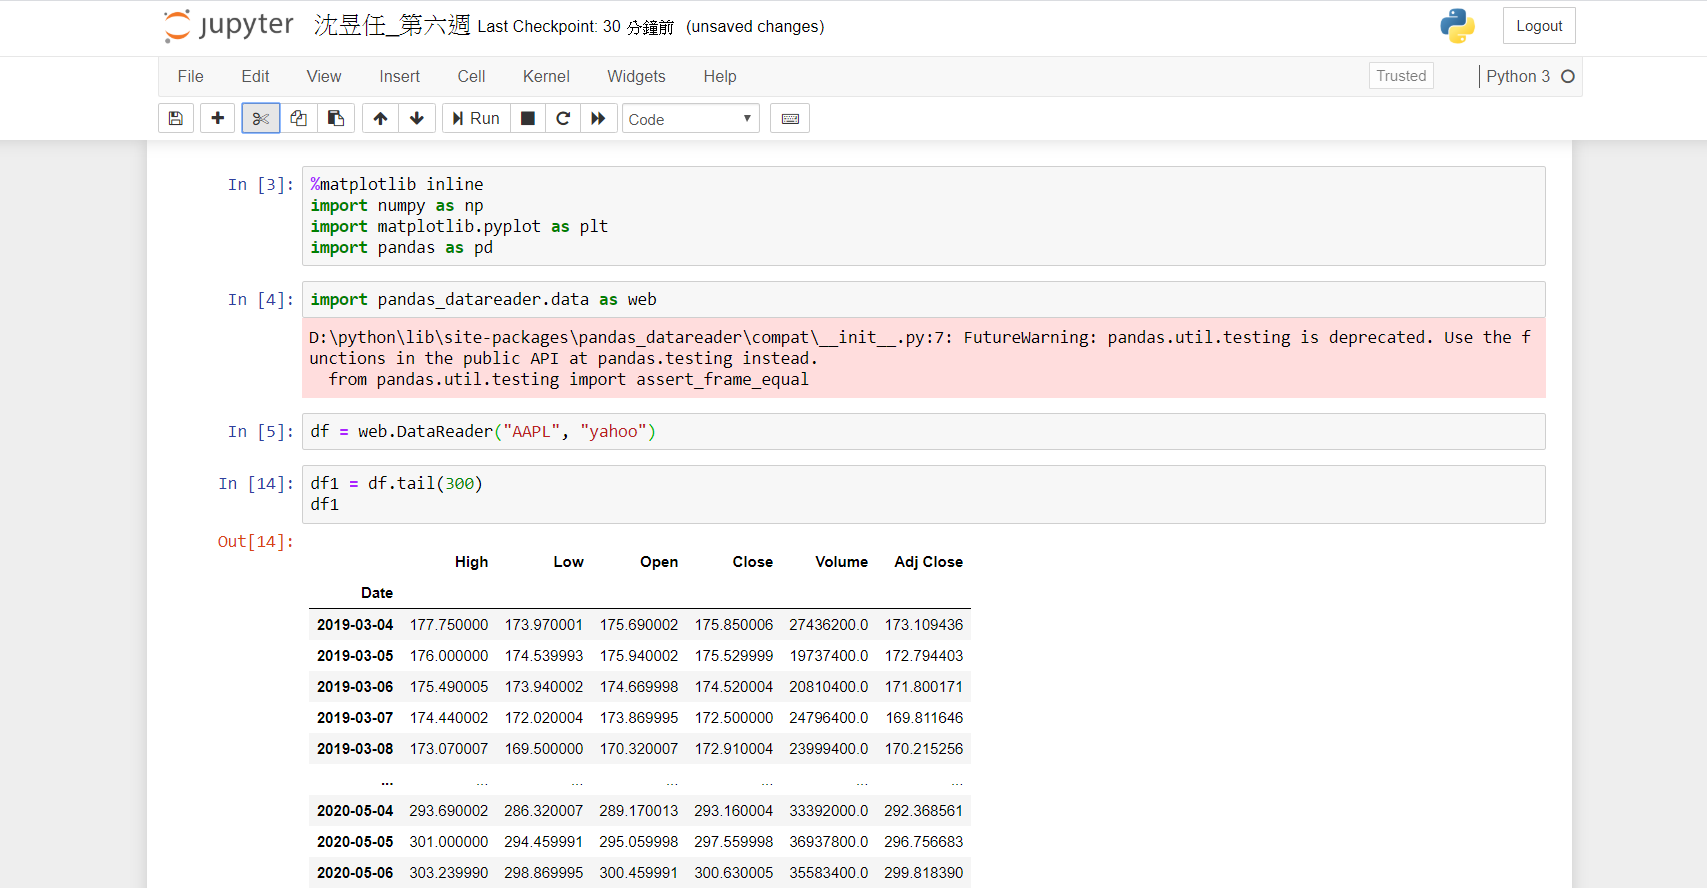 jupyter 沈昱任_第六週 Last Checkpoint: 30 分鐘前 (unsaved changes) Logout
File Edit View Insert Cell Kernel Widgets Help Trusted Python 3
Run Code
In [3]: %matplotlib inline
import numpy as np
import matplotlib.pyplot as plt
import pandas as pd
In [4]: import pandas_datareader.data as web
D:\python\lib\site-packages\pandas_datareader\compat\__init__.py:7: FutureWarning: pandas.util.testing is deprecated. Use the f
unctions in the public API at pandas.testing instead.
  from pandas.util.testing import assert_frame_equal
In [5]: df = web.DataReader("AAPL", "yahoo")
In [14]: df1 = df.tail(300)
df1
Out[14]:
High Low Open Close Volume Adj Close
Date
2019-03-04 177.750000 173.970001 175.690002 175.850006 27436200.0 173.109436
2019-03-05 176.000000 174.539993 175.940002 175.529999 19737400.0 172.794403
2019-03-06 175.490005 173.940002 174.669998 174.520004 20810400.0 171.800171
2019-03-07 174.440002 172.020004 173.869995 172.500000 24796400.0 169.811646
2019-03-08 173.070007 169.500000 170.320007 172.910004 23999400.0 170.215256
... ... ... ... ... ... ...
2020-05-04 293.690002 286.320007 289.170013 293.160004 33392000.0 292.368561
2020-05-05 301.000000 294.459991 295.059998 297.559998 36937800.0 296.756683
2020-05-06 303.239990 298.869995 300.459991 300.630005 35583400.0 299.818390